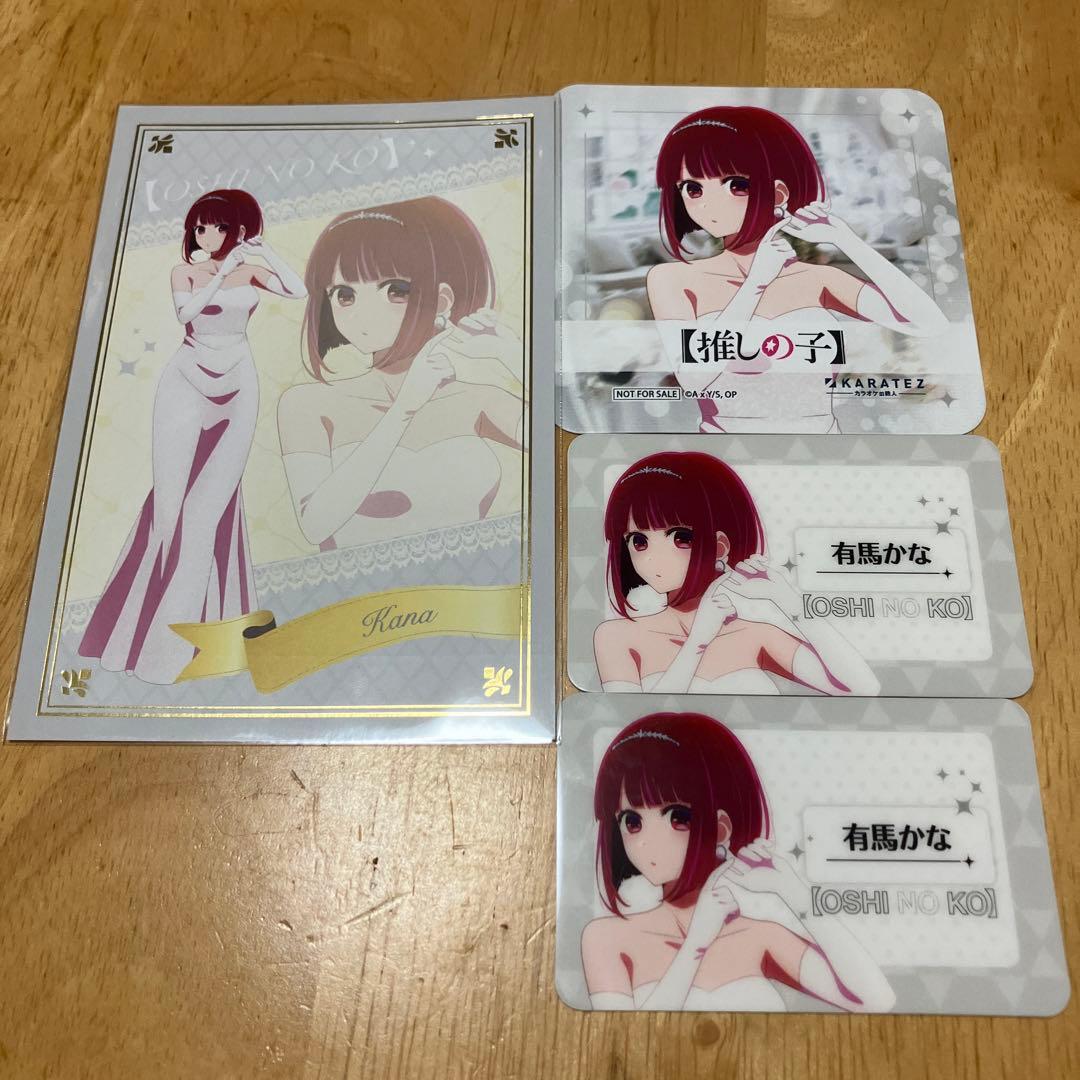 【OSHI NO KO】
Kana
【推しの子】
KARATEZ
カラオケの鉄人
NOT FOR SALE ©A x Y/S, OP
有馬かな
【OSHI NO KO】
有馬かな
【OSHI NO KO】